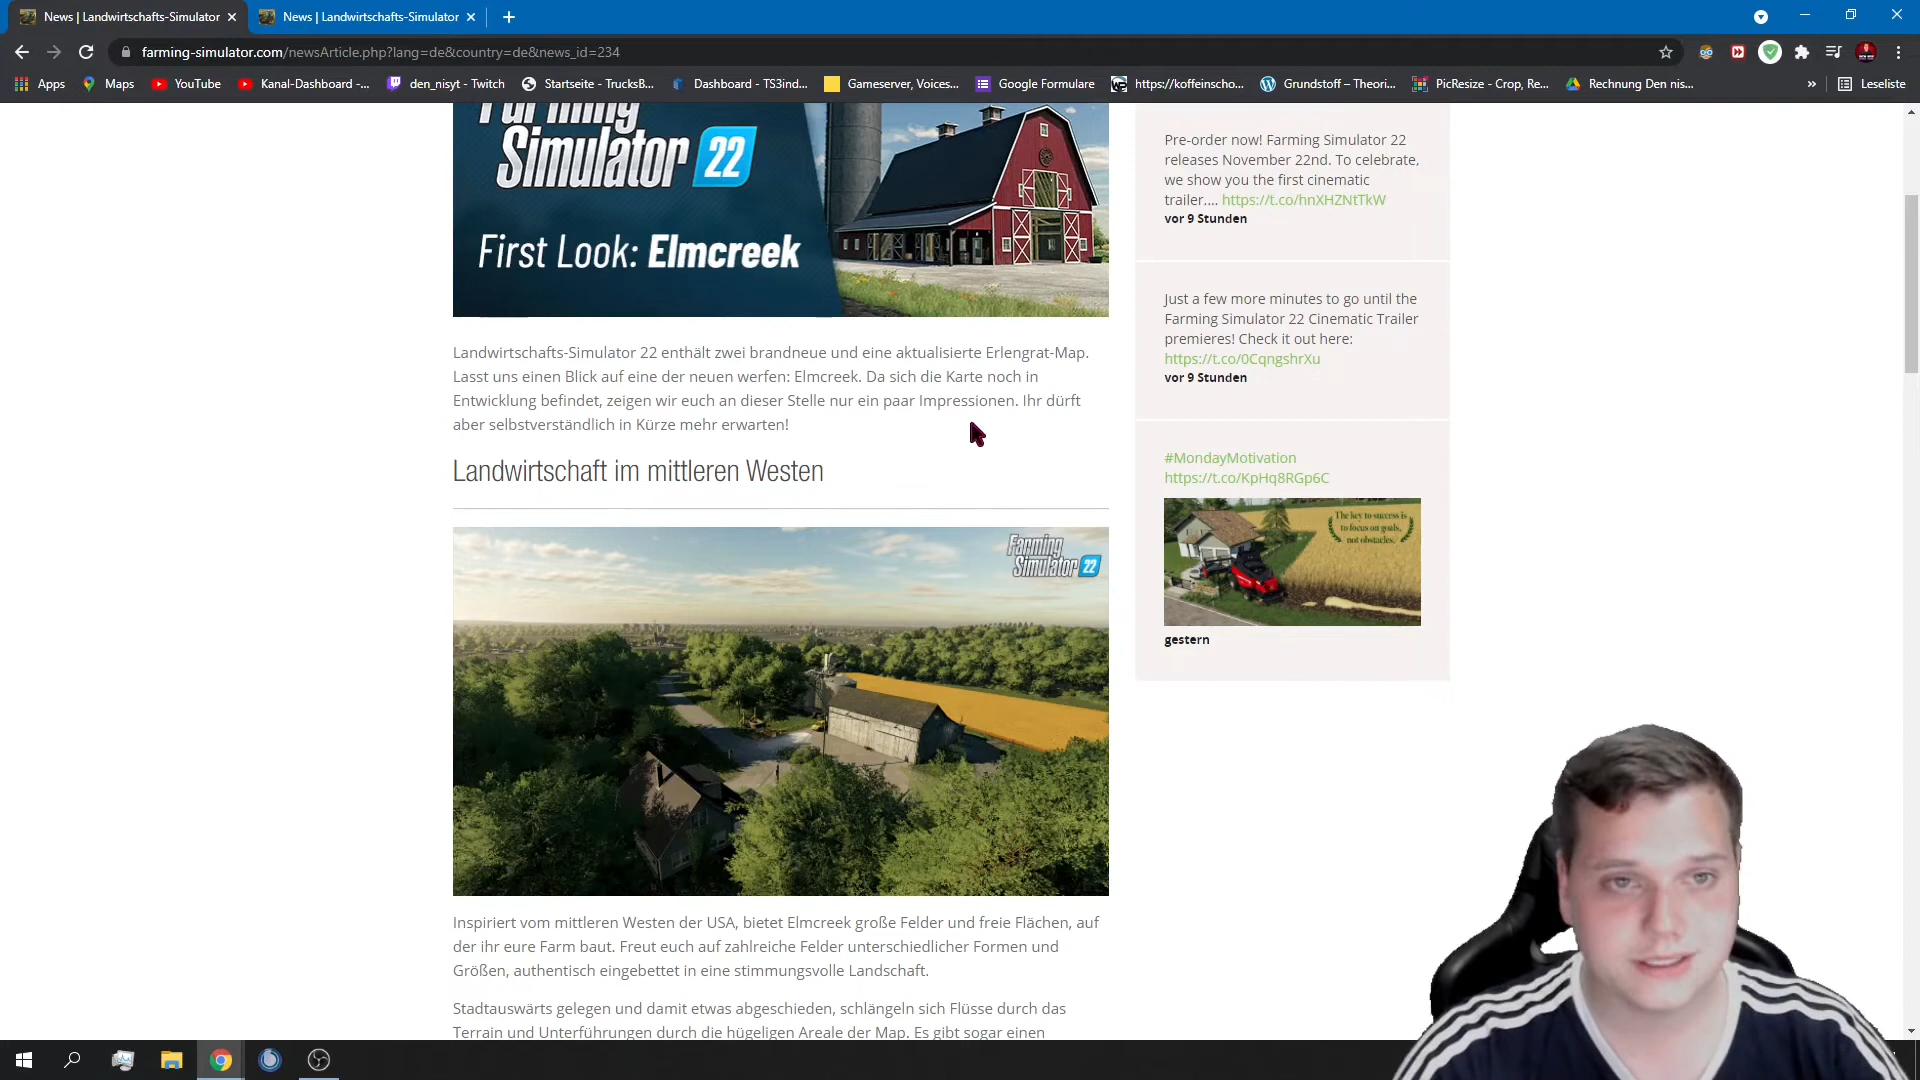 News | Landwirtschafts-Simulator
News | Landwirtschafts-Simulator
farming-simulator.com/newsArticle.php?lang=de&country=de&news_id=234
Apps
Maps
YouTube
Kanal-Dashboard -...
den_nisyt - Twitch
Startseite - TrucksB...
Dashboard - TS3ind...
Gameserver, Voices...
Google Formulare
https://koffeinscho...
Grundstoff – Theori...
PicResize - Crop, Re...
Rechnung Den nis...
»
Leseliste
Farming
Simulator 22
First Look: Elmcreek
Landwirtschafts-Simulator 22 enthält zwei brandneue und eine aktualisierte Erlengrat-Map.
Lasst uns einen Blick auf eine der neuen werfen: Elmcreek. Da sich die Karte noch in
Entwicklung befindet, zeigen wir euch an dieser Stelle nur ein paar Impressionen. Ihr dürft
aber selbstverständlich in Kürze mehr erwarten!
Landwirtschaft im mittleren Westen
Farming
Simulator 22
Inspiriert vom mittleren Westen der USA, bietet Elmcreek große Felder und freie Flächen, auf
der ihr eure Farm baut. Freut euch auf zahlreiche Felder unterschiedlicher Formen und
Größen, authentisch eingebettet in eine stimmungsvolle Landschaft.
Stadtauswärts gelegen und damit etwas abgeschieden, schlängeln sich Flüsse durch das
Terrain und Unterführungen durch die hügeligen Areale der Map. Es gibt sogar einen
Pre-order now! Farming Simulator 22
releases November 22nd. To celebrate,
we show you the first cinematic
trailer.... https://t.co/hnXHZNtTkW
vor 9 Stunden
Just a few more minutes to go until the
Farming Simulator 22 Cinematic Trailer
premieres! Check it out here:
https://t.co/0CqngshrXu
vor 9 Stunden
#MondayMotivation
https://t.co/KpHq8RGp6C
The key to success is
to focus on goals,
not obstacles.
gestern